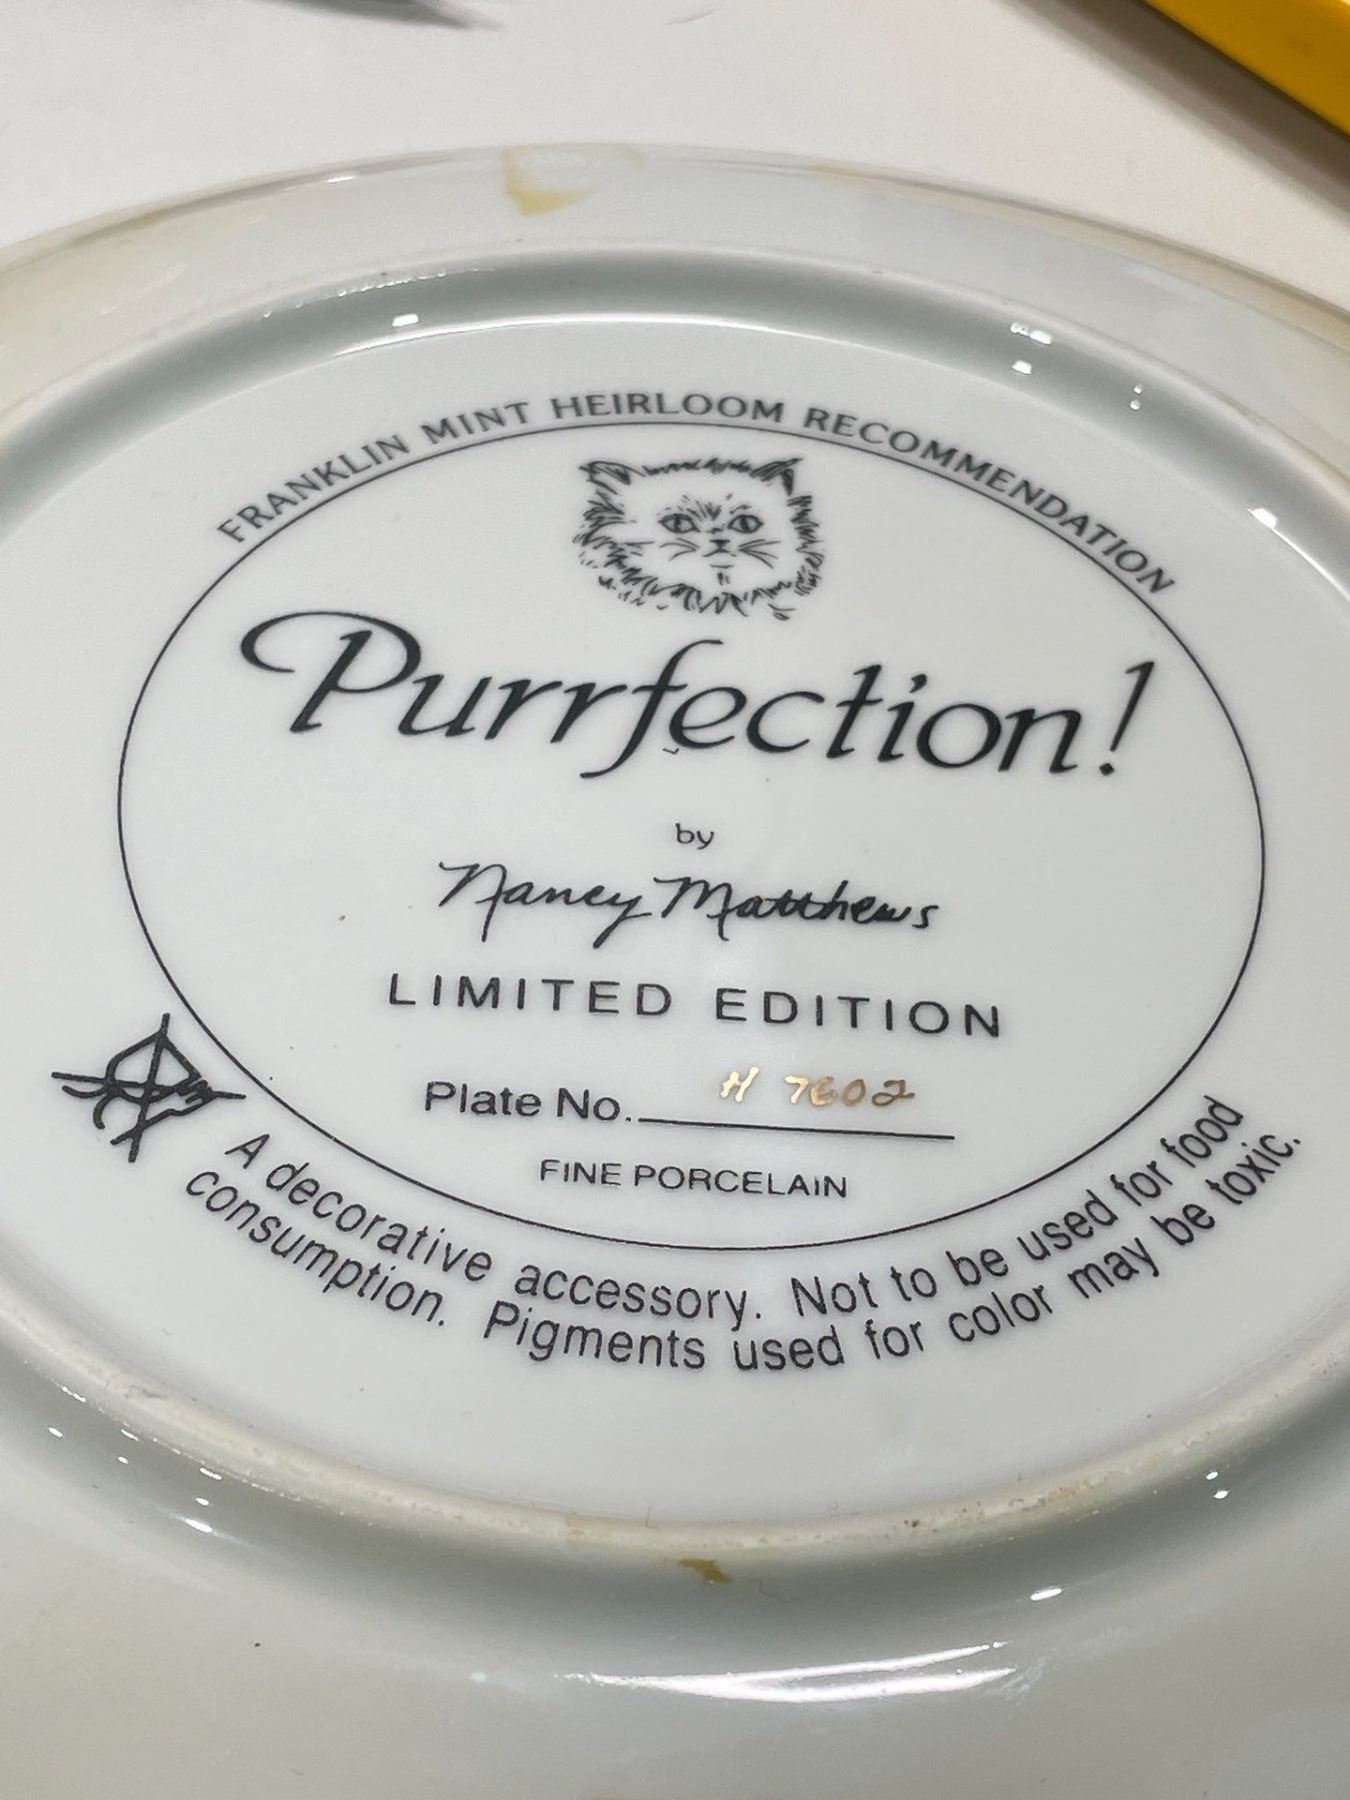 FRANKLIN MINT HEIRLOOM RECOMMENDATION
Purrfection!
by
Nancy Matthews
LIMITED EDITION
Plate No. H 7602
FINE PORCELAIN
A decorative accessory. Not to be used for food
consumption. Pigments used for color may be toxic.